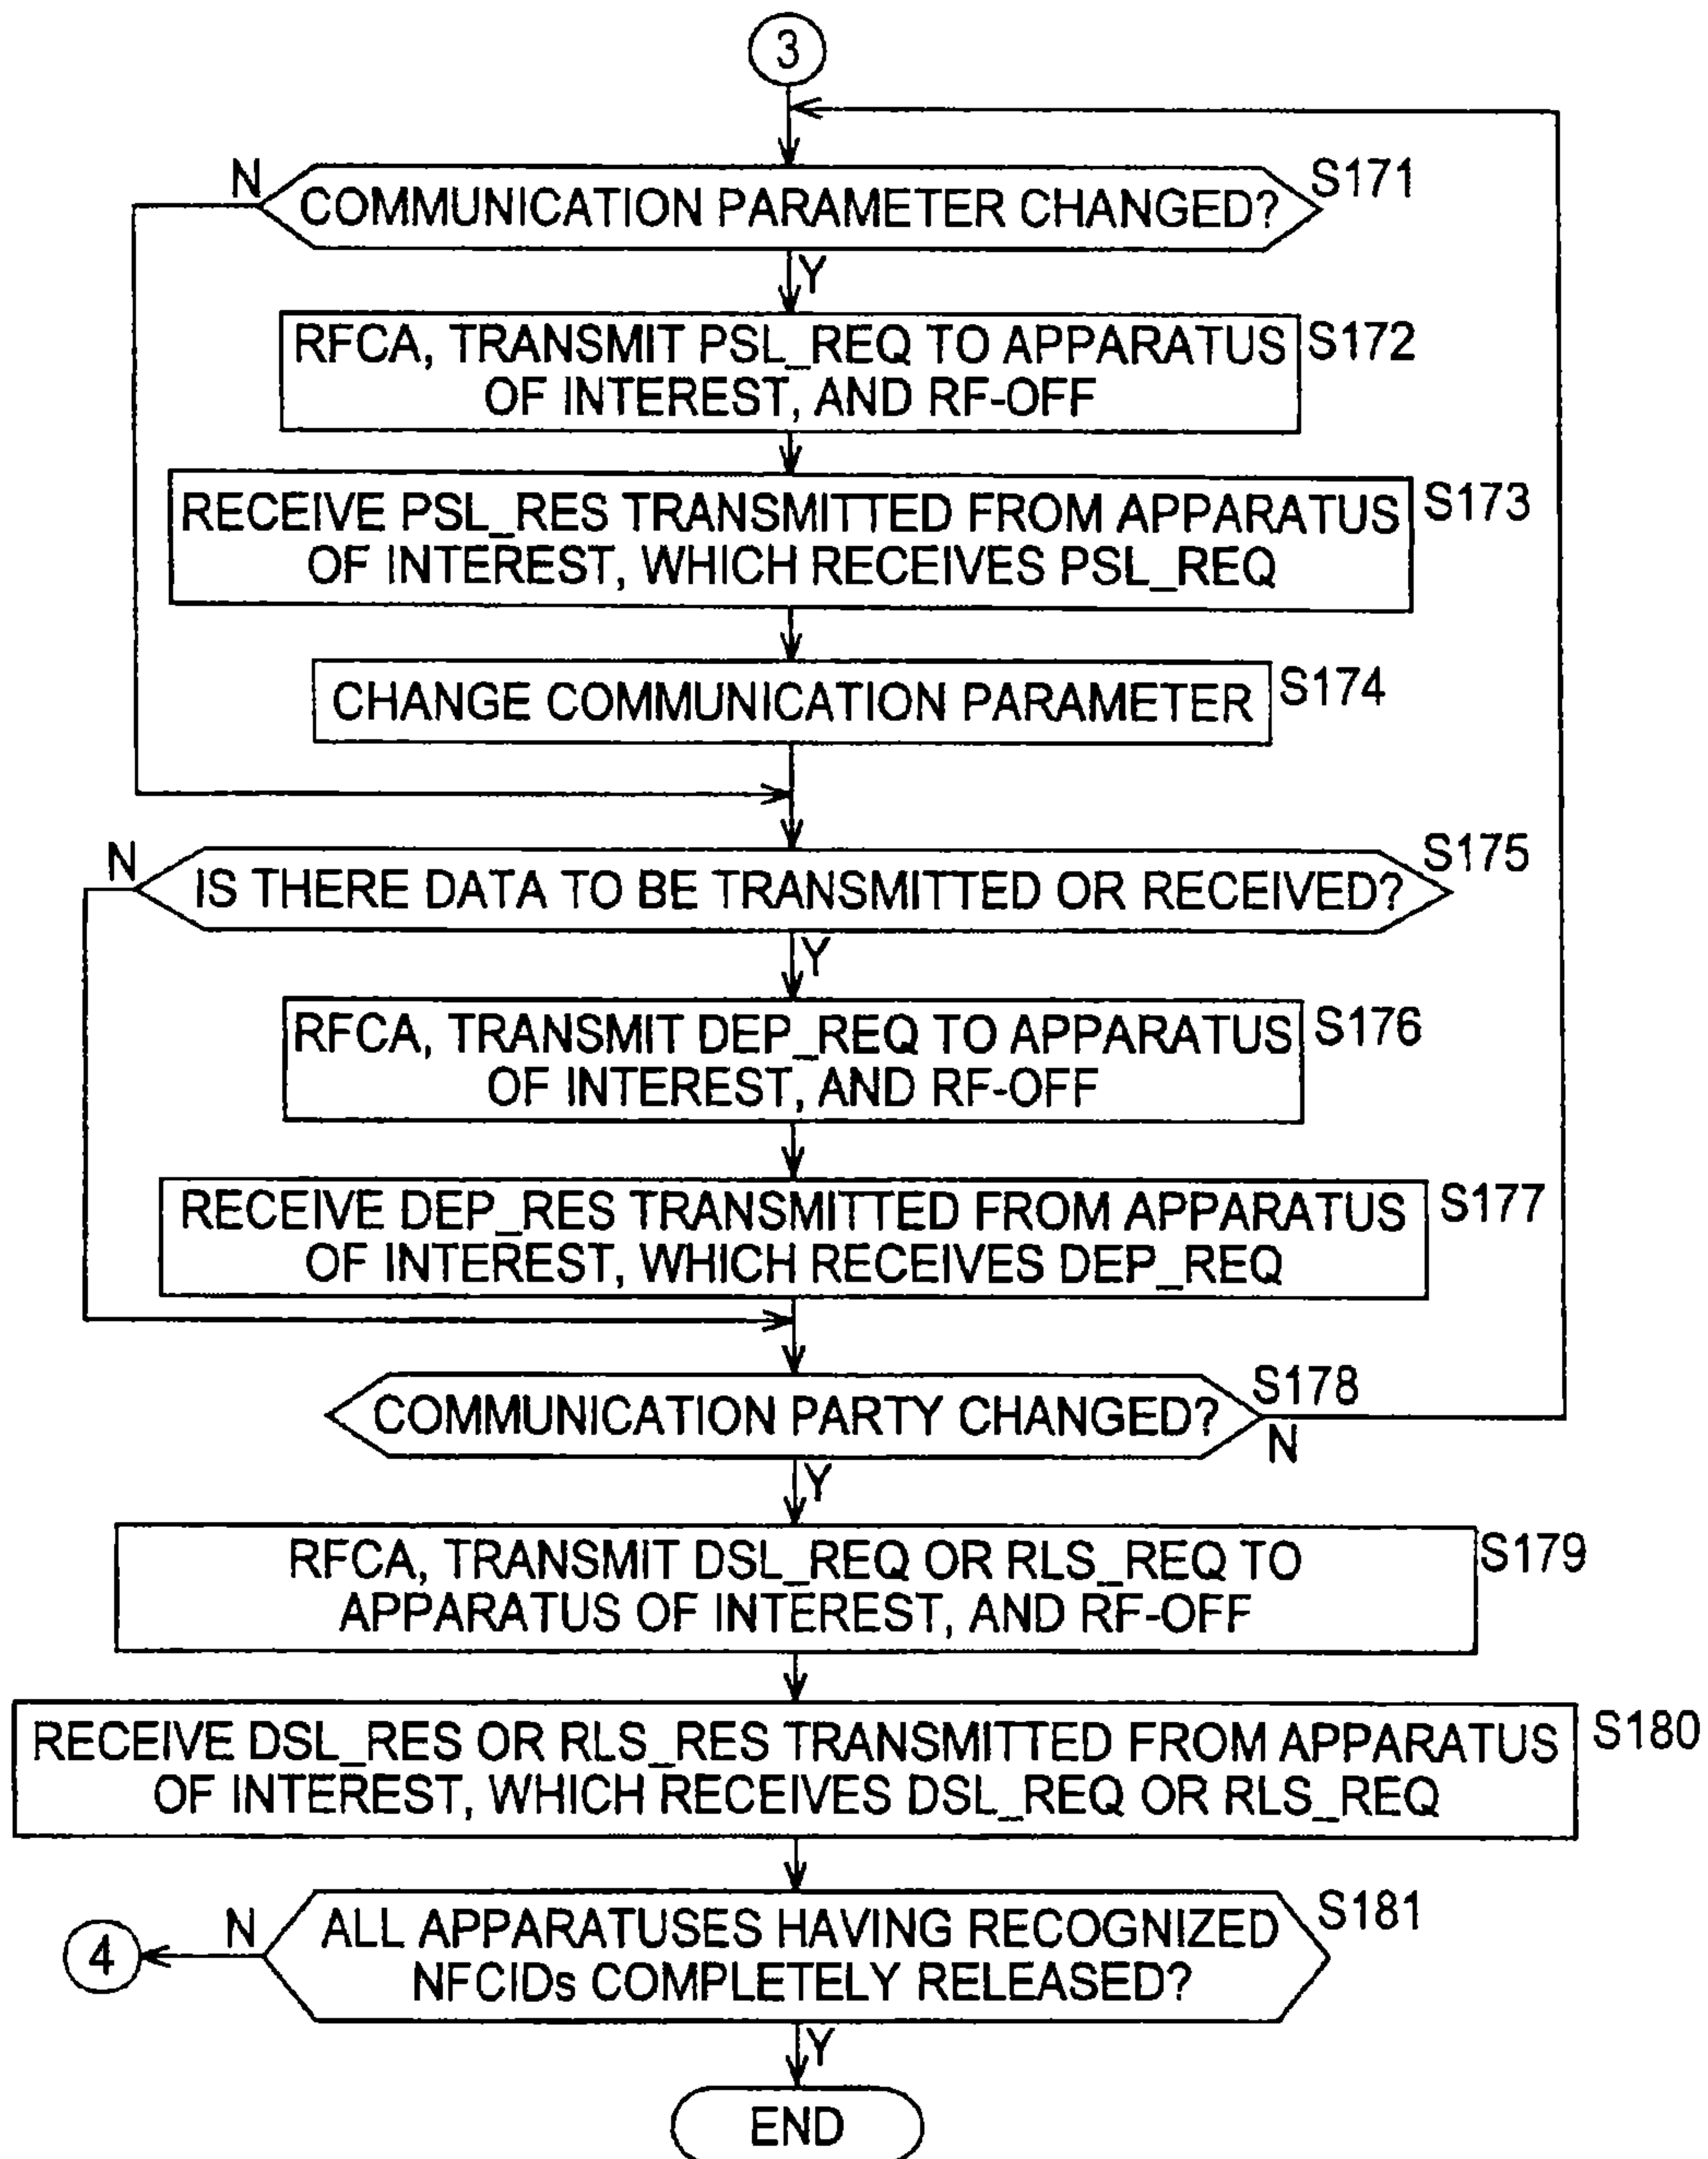 3
N
COMMUNICATION PARAMETER CHANGED?
S171
Y
RFCA, TRANSMIT PSL_REQ TO APPARATUS
OF INTEREST, AND RF-OFF
S172
RECEIVE PSL_RES TRANSMITTED FROM APPARATUS
OF INTEREST, WHICH RECEIVES PSL_REQ
S173
CHANGE COMMUNICATION PARAMETER
S174
N
IS THERE DATA TO BE TRANSMITTED OR RECEIVED?
S175
Y
RFCA, TRANSMIT DEP_REQ TO APPARATUS
OF INTEREST, AND RF-OFF
S176
RECEIVE DEP_RES TRANSMITTED FROM APPARATUS
OF INTEREST, WHICH RECEIVES DEP_REQ
S177
COMMUNICATION PARTY CHANGED?
S178
N
Y
RFCA, TRANSMIT DSL_REQ OR RLS_REQ TO
APPARATUS OF INTEREST, AND RF-OFF
S179
RECEIVE DSL_RES OR RLS_RES TRANSMITTED FROM APPARATUS
OF INTEREST, WHICH RECEIVES DSL_REQ OR RLS_REQ
S180
4
N
ALL APPARATUSES HAVING RECOGNIZED
NFCIDs COMPLETELY RELEASED?
S181
Y
END